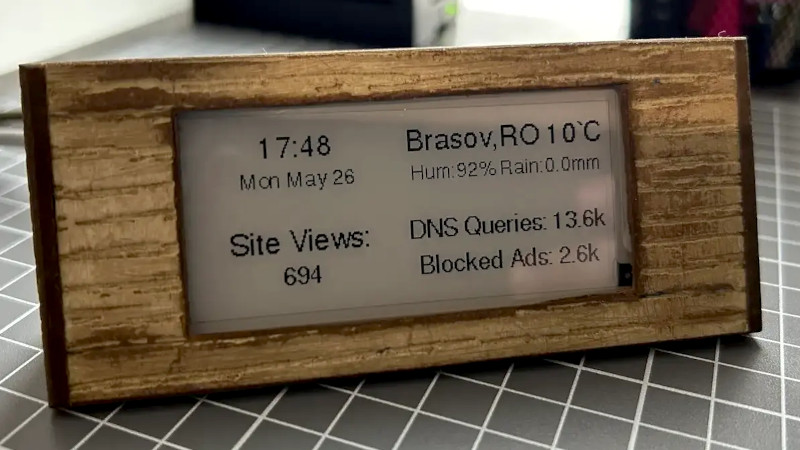 17:48
Mon May 26
Site Views:
694
Brasov,RO 10`C
Hum:92% Rain:0.0mm
DNS Queries: 13.6k
Blocked Ads: 2.6k